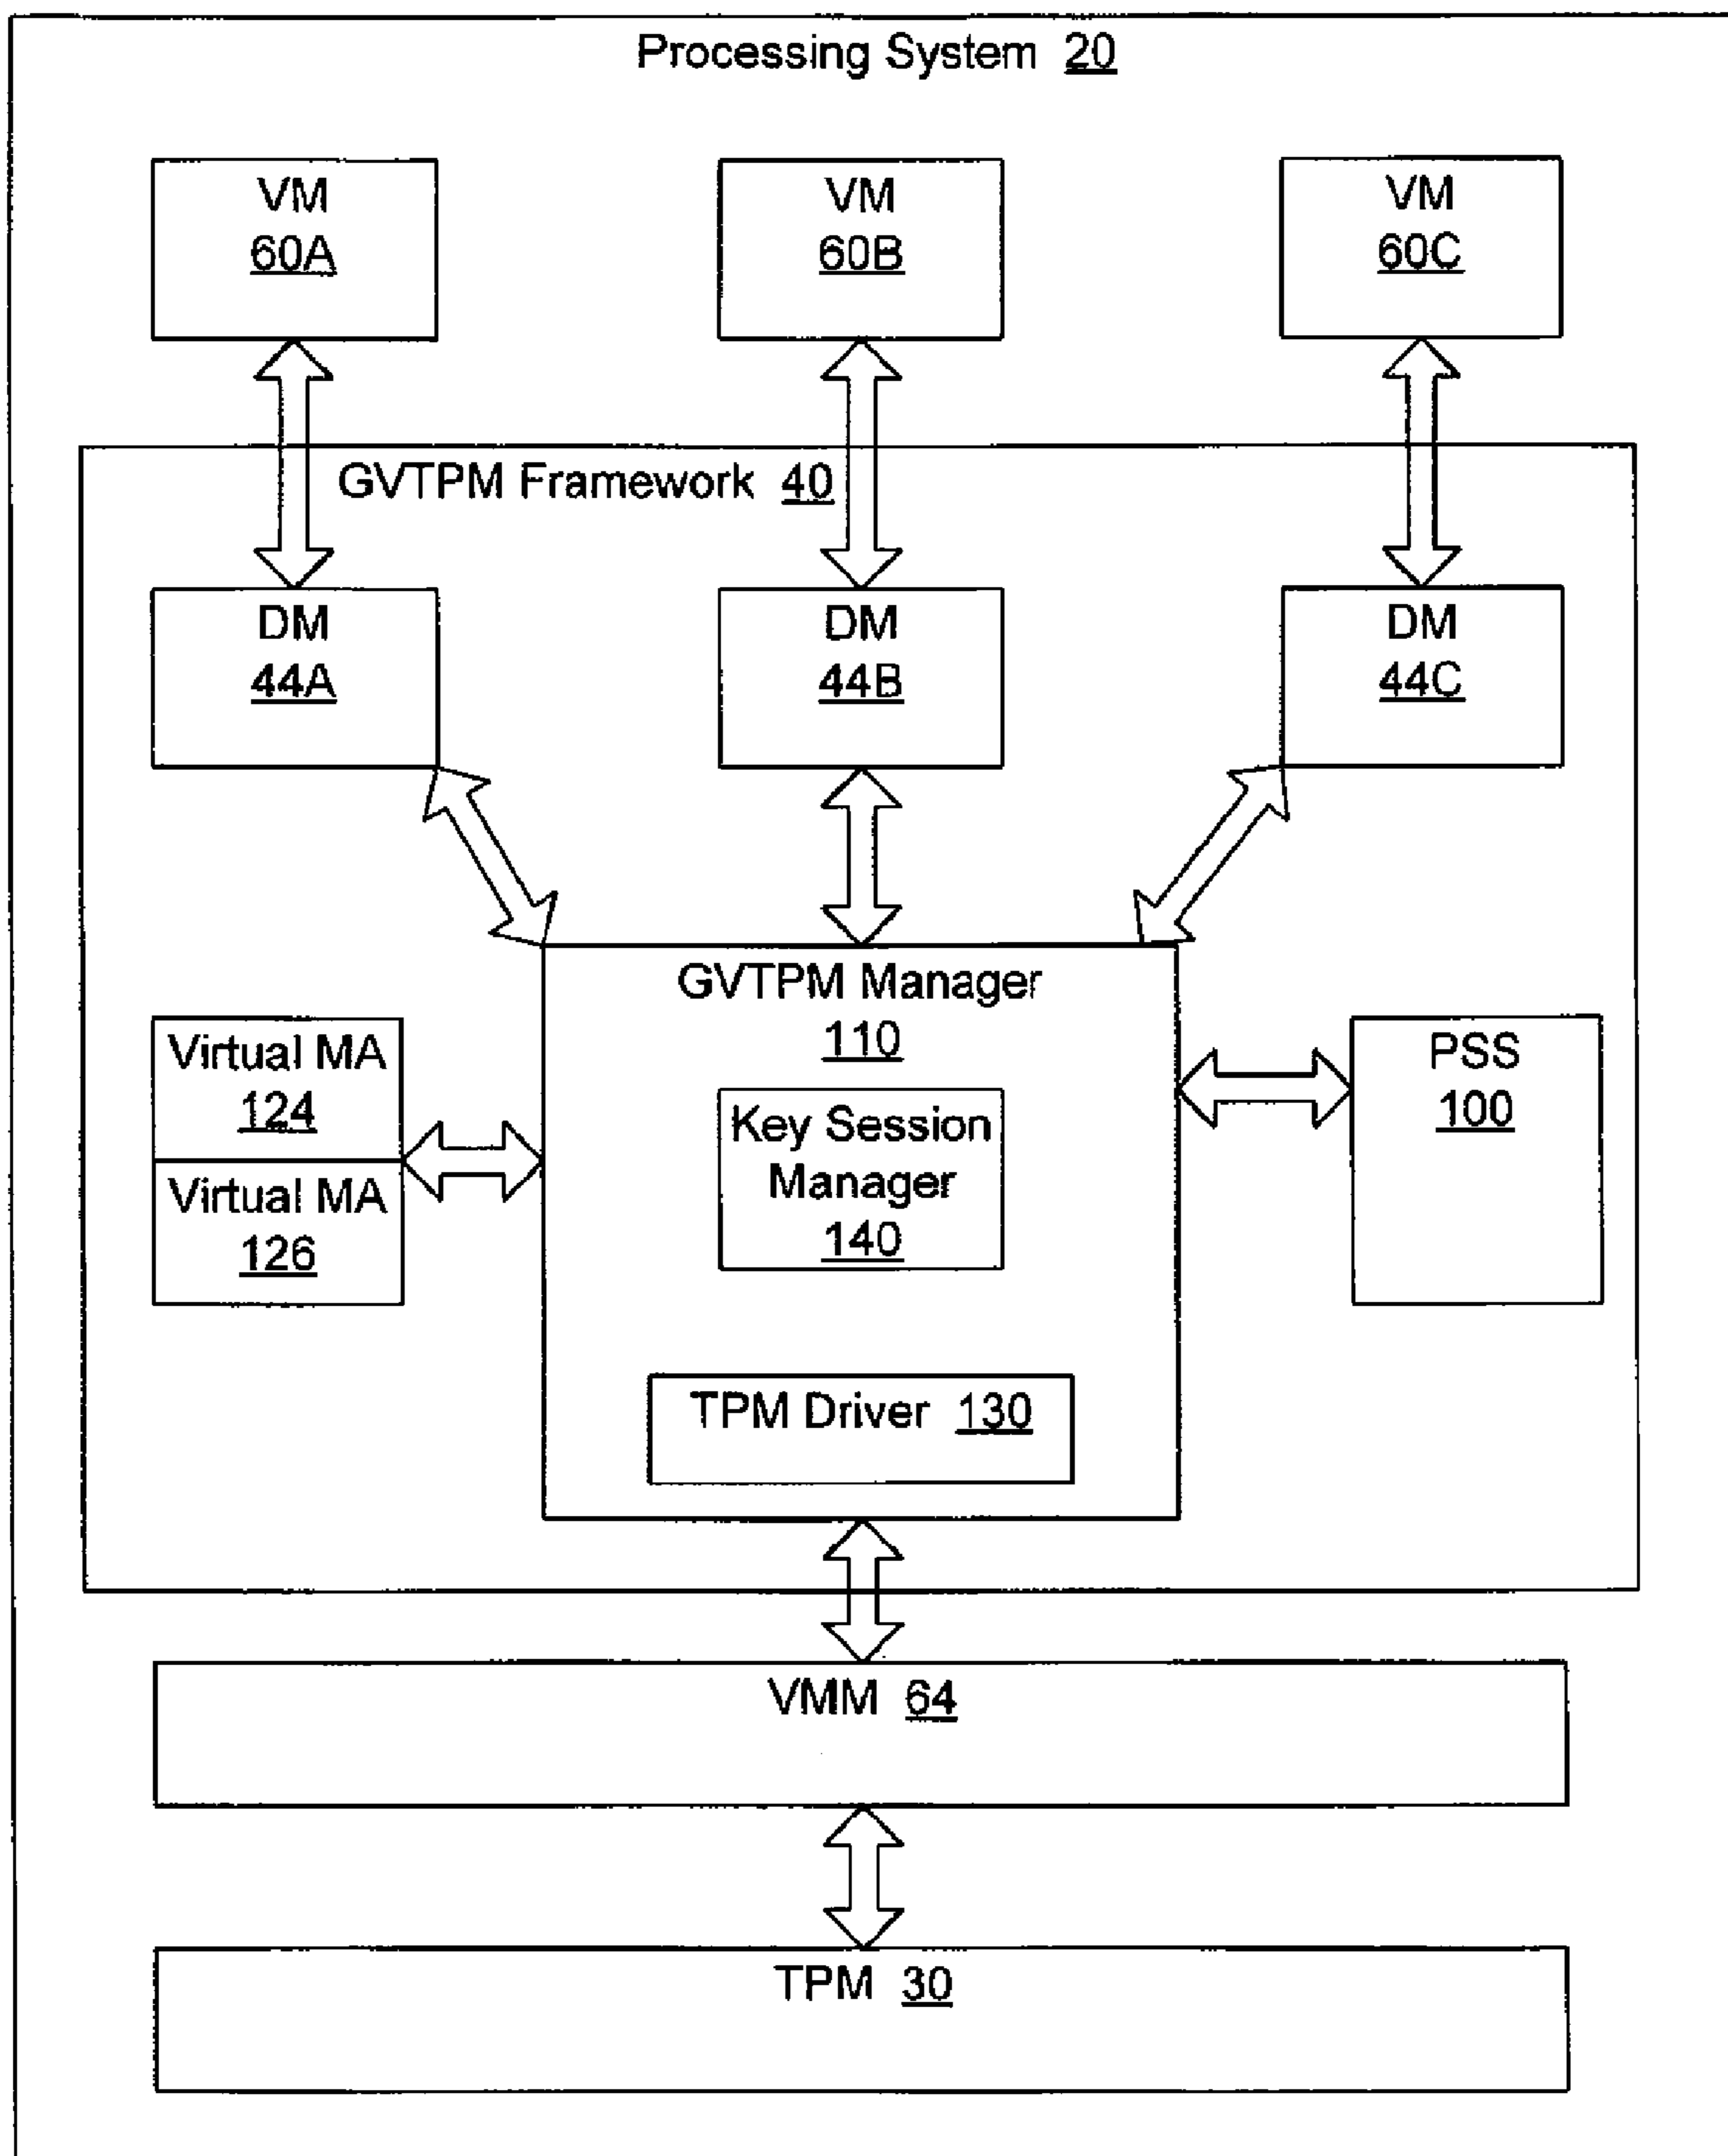 Processing System 20
VM
60A
VM
60B
VM
60C
GVTPM Framework 40
DM
44A
DM
44B
DM
44C
GVTPM Manager
110
Virtual MA
124
Virtual MA
126
Key Session
Manager
140
PSS
100
TPM Driver 130
VMM 64
TPM 30